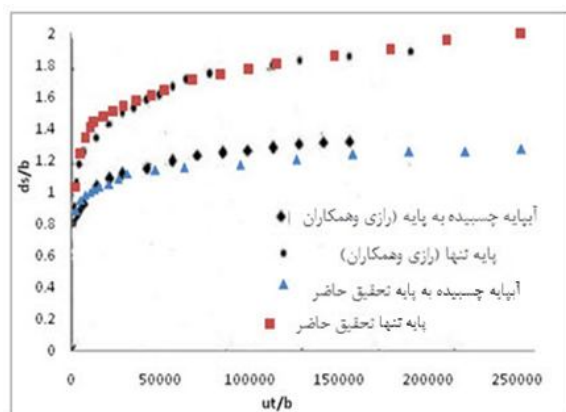 2
1.8
1.6
1.4
1.2
1
0.8
0.6
0.4
0.2
0
ds/b
آبپایه چسبیده به پایه (رازی وهمکاران)
پایه تنها (رازی وهمکاران)
آبپایه چسبیده به پایه تحقیق حاضر
پایه تنها تحقیق حاضر
0 50000 100000 150000 200000 250000
ut/b